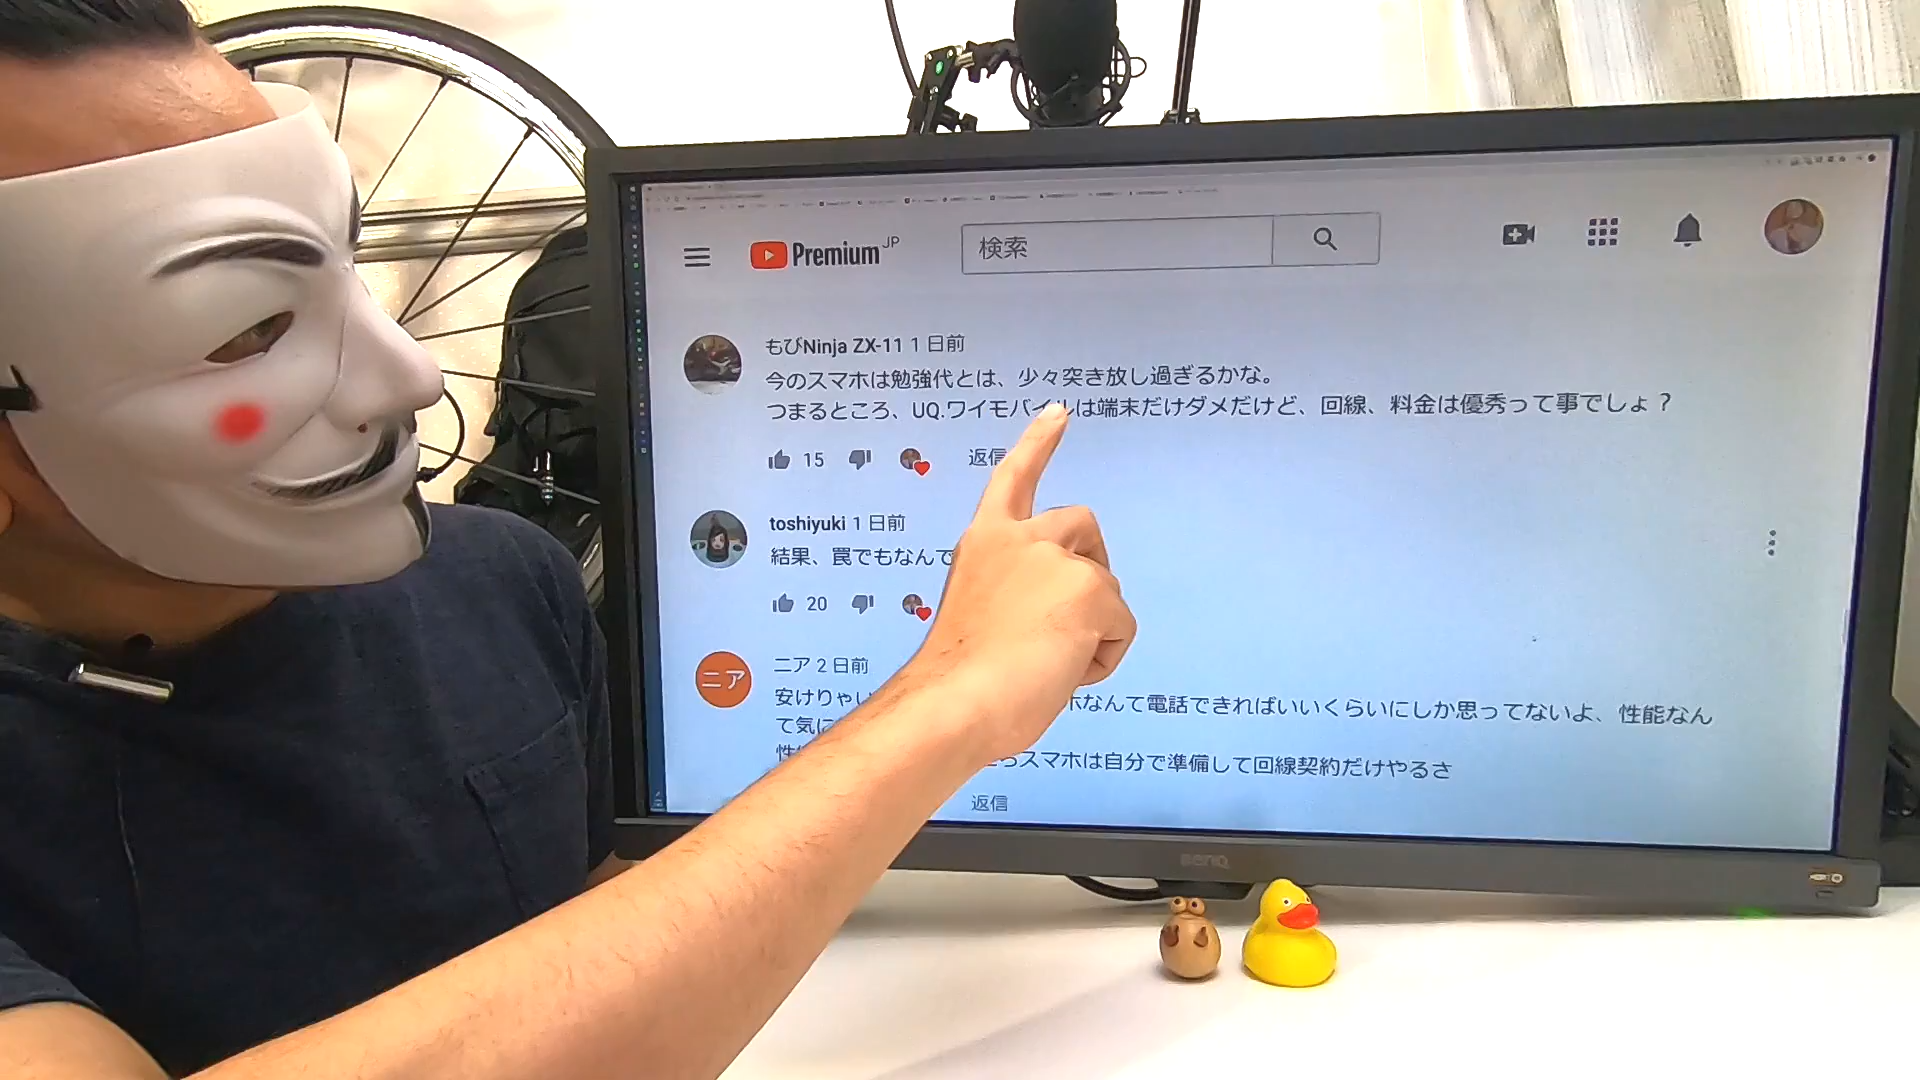 Premium JP
検索
もびNinja ZX-11 1 日前
今のスマホは勉強代とは、少々突き放し過ぎるかな。
つまるところ、UQ.ワイモバイルは端末だけダメだけど、回線、料金は優秀って事でしょ？
15 返信
toshiyuki 1 日前
結果、罠でもなんで
20
ニア
ニア 2 日前
安けりゃい なんて電話できればいいくらいにしか思ってないよ、性能なん
て気に
性 スマホは自分で準備して回線契約だけやるさ
返信
BenQ